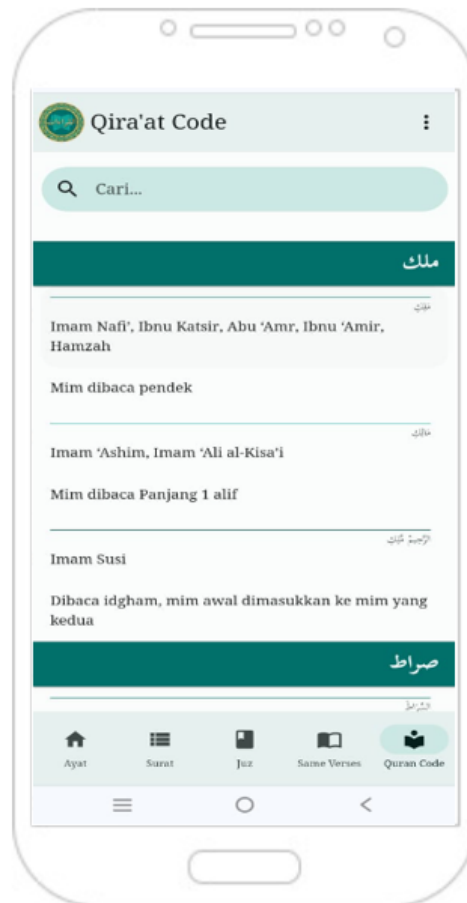 Qira'at Code
Cari...
ملك
مَلِكِ
Imam Nafi’, Ibnu Katsir, Abu ‘Amr, Ibnu ‘Amir,
Hamzah
Mim dibaca pendek
مَالِكِ
Imam ‘Ashim, Imam ‘Ali al-Kisa’i
Mim dibaca Panjang 1 alif
Imam Susi
Dibaca idgham, mim awal dimasukkan ke mim yang
kedua
صراط
Ayat
Surat
Juz
Same Verses
Quran Code